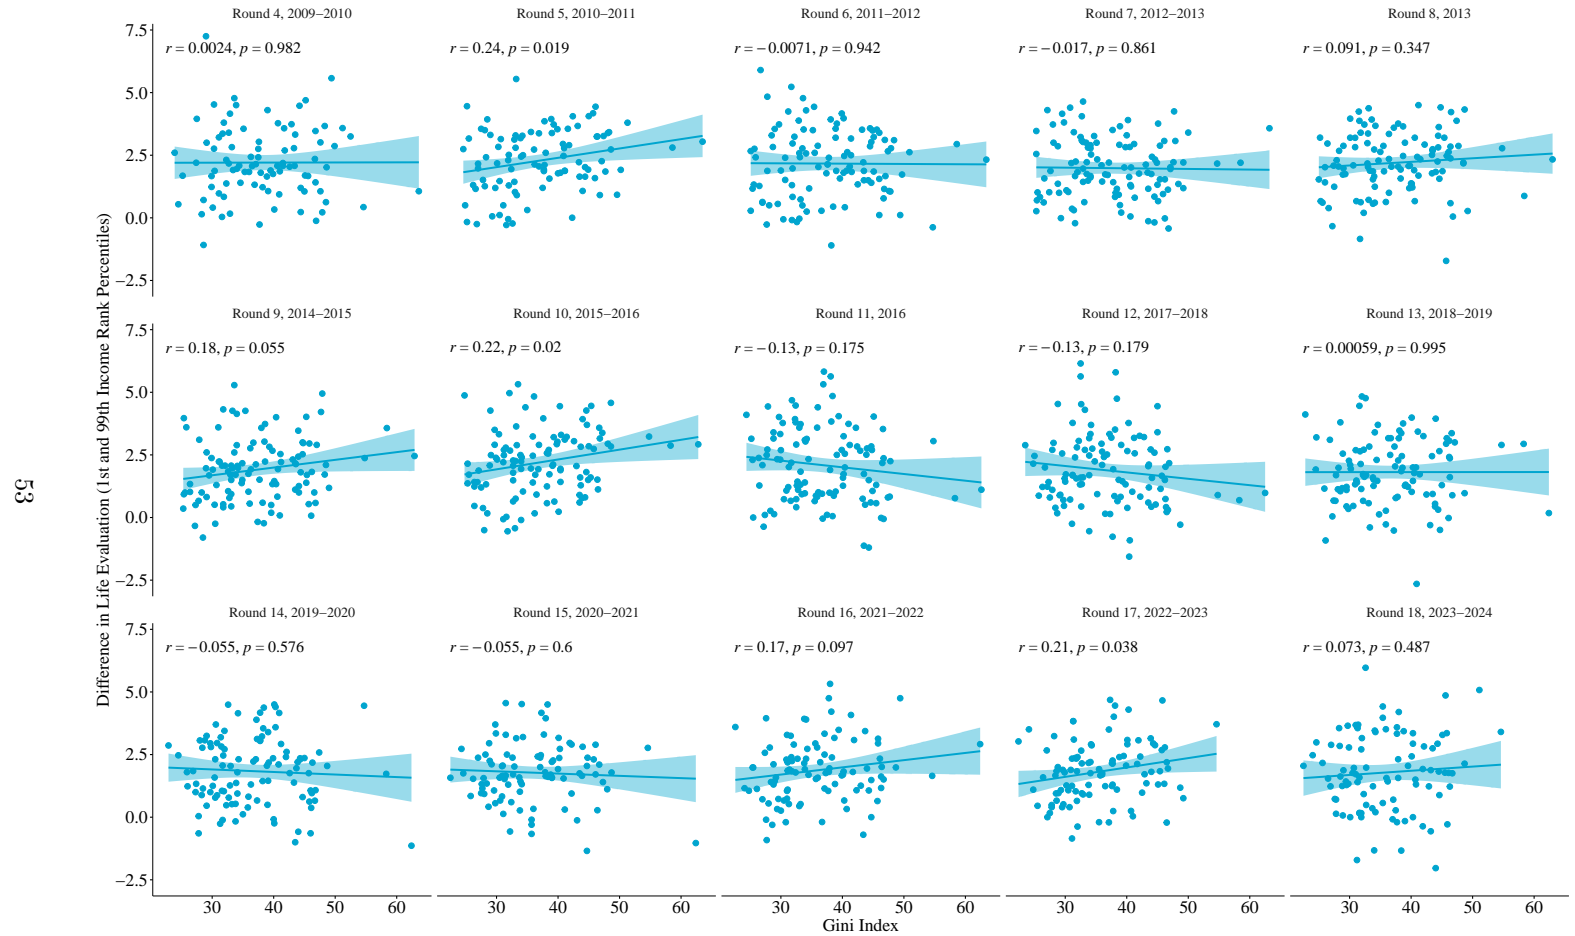 Round 4, 2009−2010
Round 5, 2010−2011
Round 6, 2011−2012
Round 7, 2012−2013
Round 8, 2013
r = 0.0024, p = 0.982
r = 0.24, p = 0.019
r = −0.0071, p = 0.942
r = −0.017, p = 0.861
r = 0.091, p = 0.347
7.5
5.0
2.5
0.0
−2.5
Round 9, 2014−2015
Round 10, 2015−2016
Round 11, 2016
Round 12, 2017−2018
Round 13, 2018−2019
r = 0.18, p = 0.055
r = 0.22, p = 0.02
r = −0.13, p = 0.175
r = −0.13, p = 0.179
r = 0.00059, p = 0.995
7.5
5.0
2.5
0.0
−2.5
Round 14, 2019−2020
Round 15, 2020−2021
Round 16, 2021−2022
Round 17, 2022−2023
Round 18, 2023−2024
r = −0.055, p = 0.576
r = −0.055, p = 0.6
r = 0.17, p = 0.097
r = 0.21, p = 0.038
r = 0.073, p = 0.487
7.5
5.0
2.5
0.0
−2.5
30 40 50 60
30 40 50 60
30 40 50 60
30 40 50 60
30 40 50 60
Gini Index
Difference in Life Evaluation (1st and 99th Income Rank Percentiles)
53